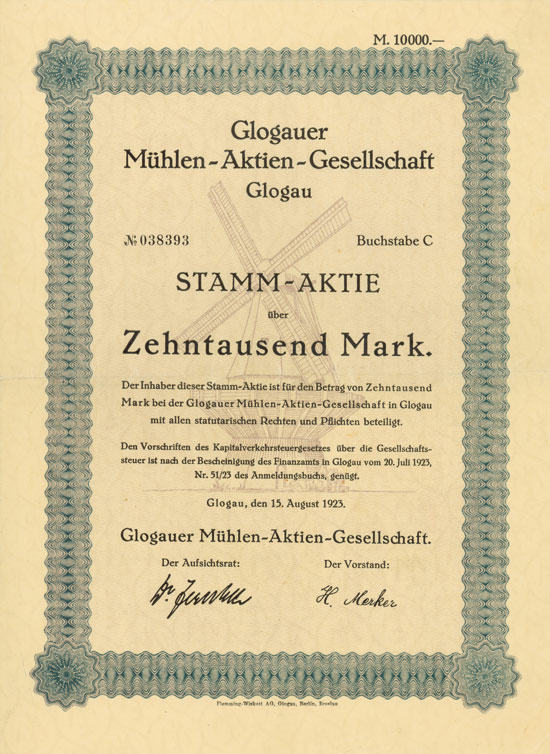 M. 10000.—
Glogauer
Mühlen-Aktien-Gesellschaft
Glogau
№ 038393 Buchstabe C
STAMM-AKTIE
über
Zehntausend Mark.
Der Inhaber dieser Stamm-Aktie ist für den Betrag von Zehntausend
Mark bei der Glogauer Mühlen-Aktien-Gesellschaft in Glogau
mit allen statutarischen Rechten und Pflichten beteiligt.
Den Vorschriften des Kapitalverkehrsteuergesetzes über die Gesellschafts-
steuer ist nach der Bescheinigung des Finanzamts in Glogau vom 20. Juli 1923,
Nr. 51/23 des Anmeldungsbuchs, genügt.
Glogau, den 15. August 1923.
Glogauer Mühlen-Aktien-Gesellschaft.
Der Aufsichtsrat: Der Vorstand:
Dr. H. Merker
Flemming-Wiskott AG, Glogau, Berlin, Breslau